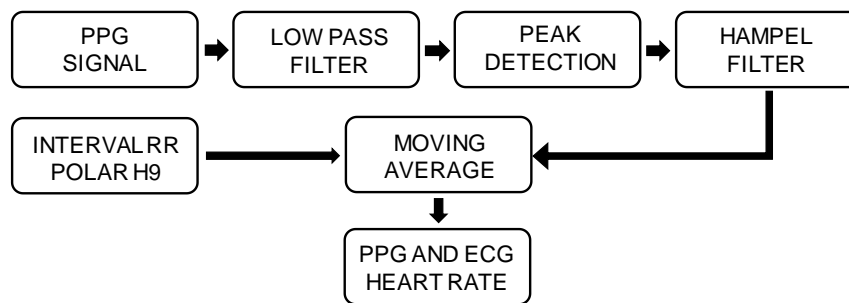 PPG
SIGNAL
LOW PASS
FILTER
PEAK
DETECTION
HAMPEL
FILTER
INTERVAL RR
POLAR H9
MOVING
AVERAGE
PPG AND ECG
HEART RATE